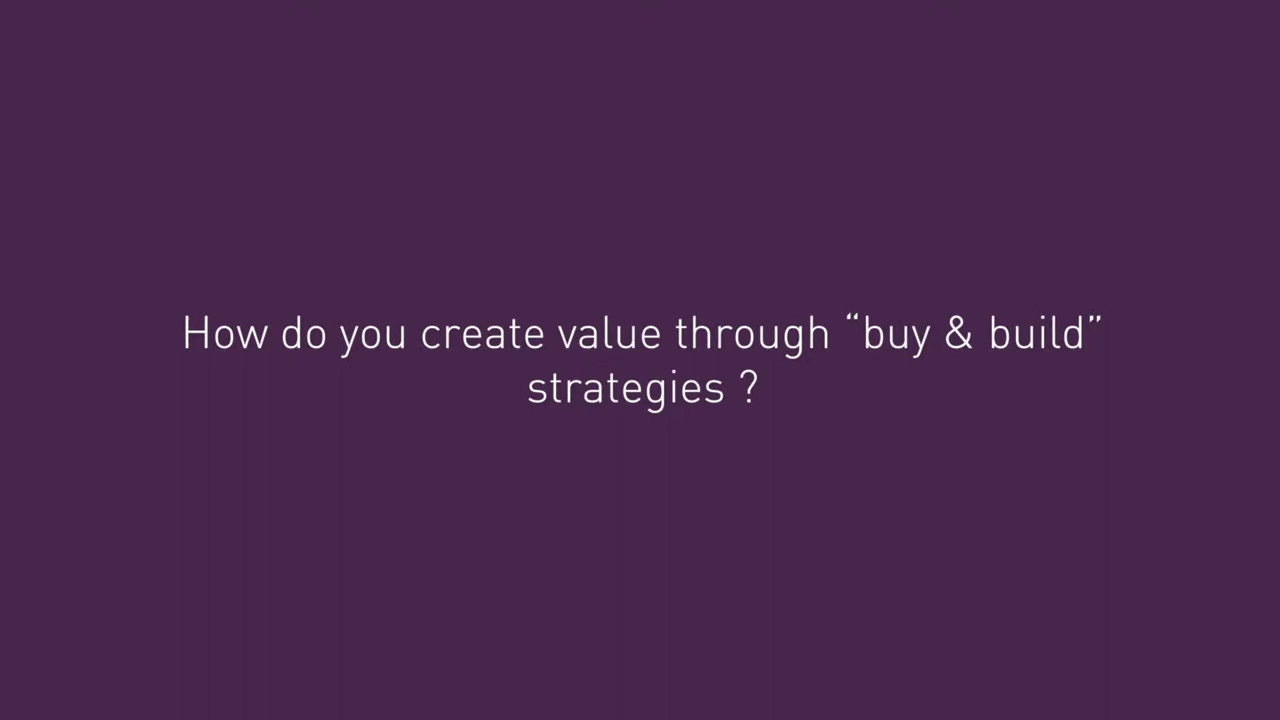 How do you create value through “buy & build”
strategies ?